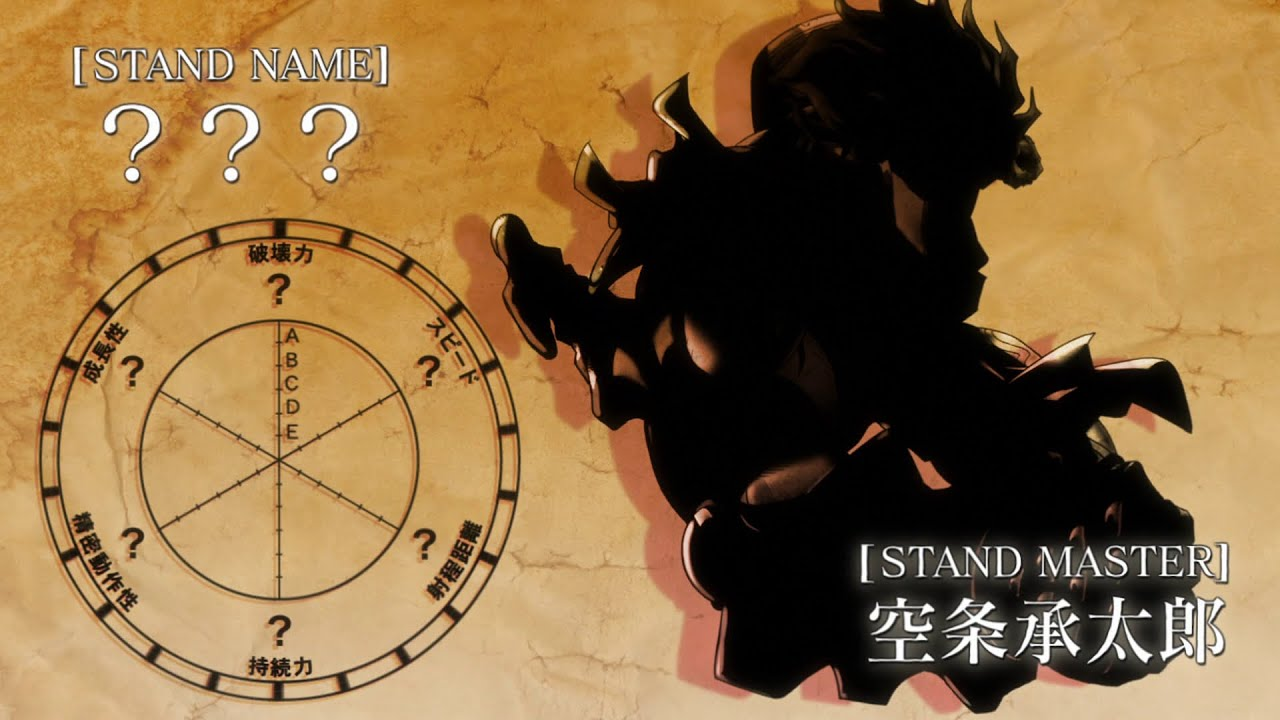 [STAND NAME]
？？？
破壊力
?
スピード
?
射程距離
?
持続力
?
精密動作性
?
成長性
?
A
B
C
D
E
[STAND MASTER]
空条承太郎